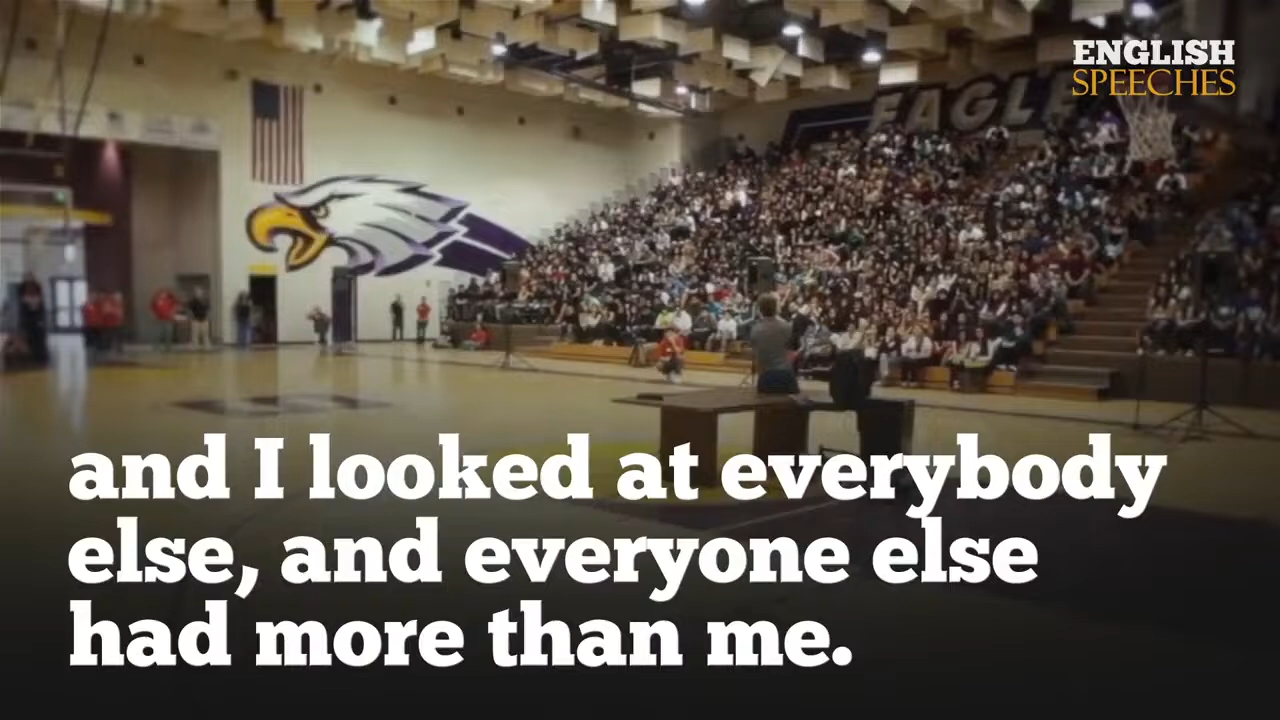 ENGLISH
SPEECHES
EAGLE
and I looked at everybody
else, and everyone else
had more than me.